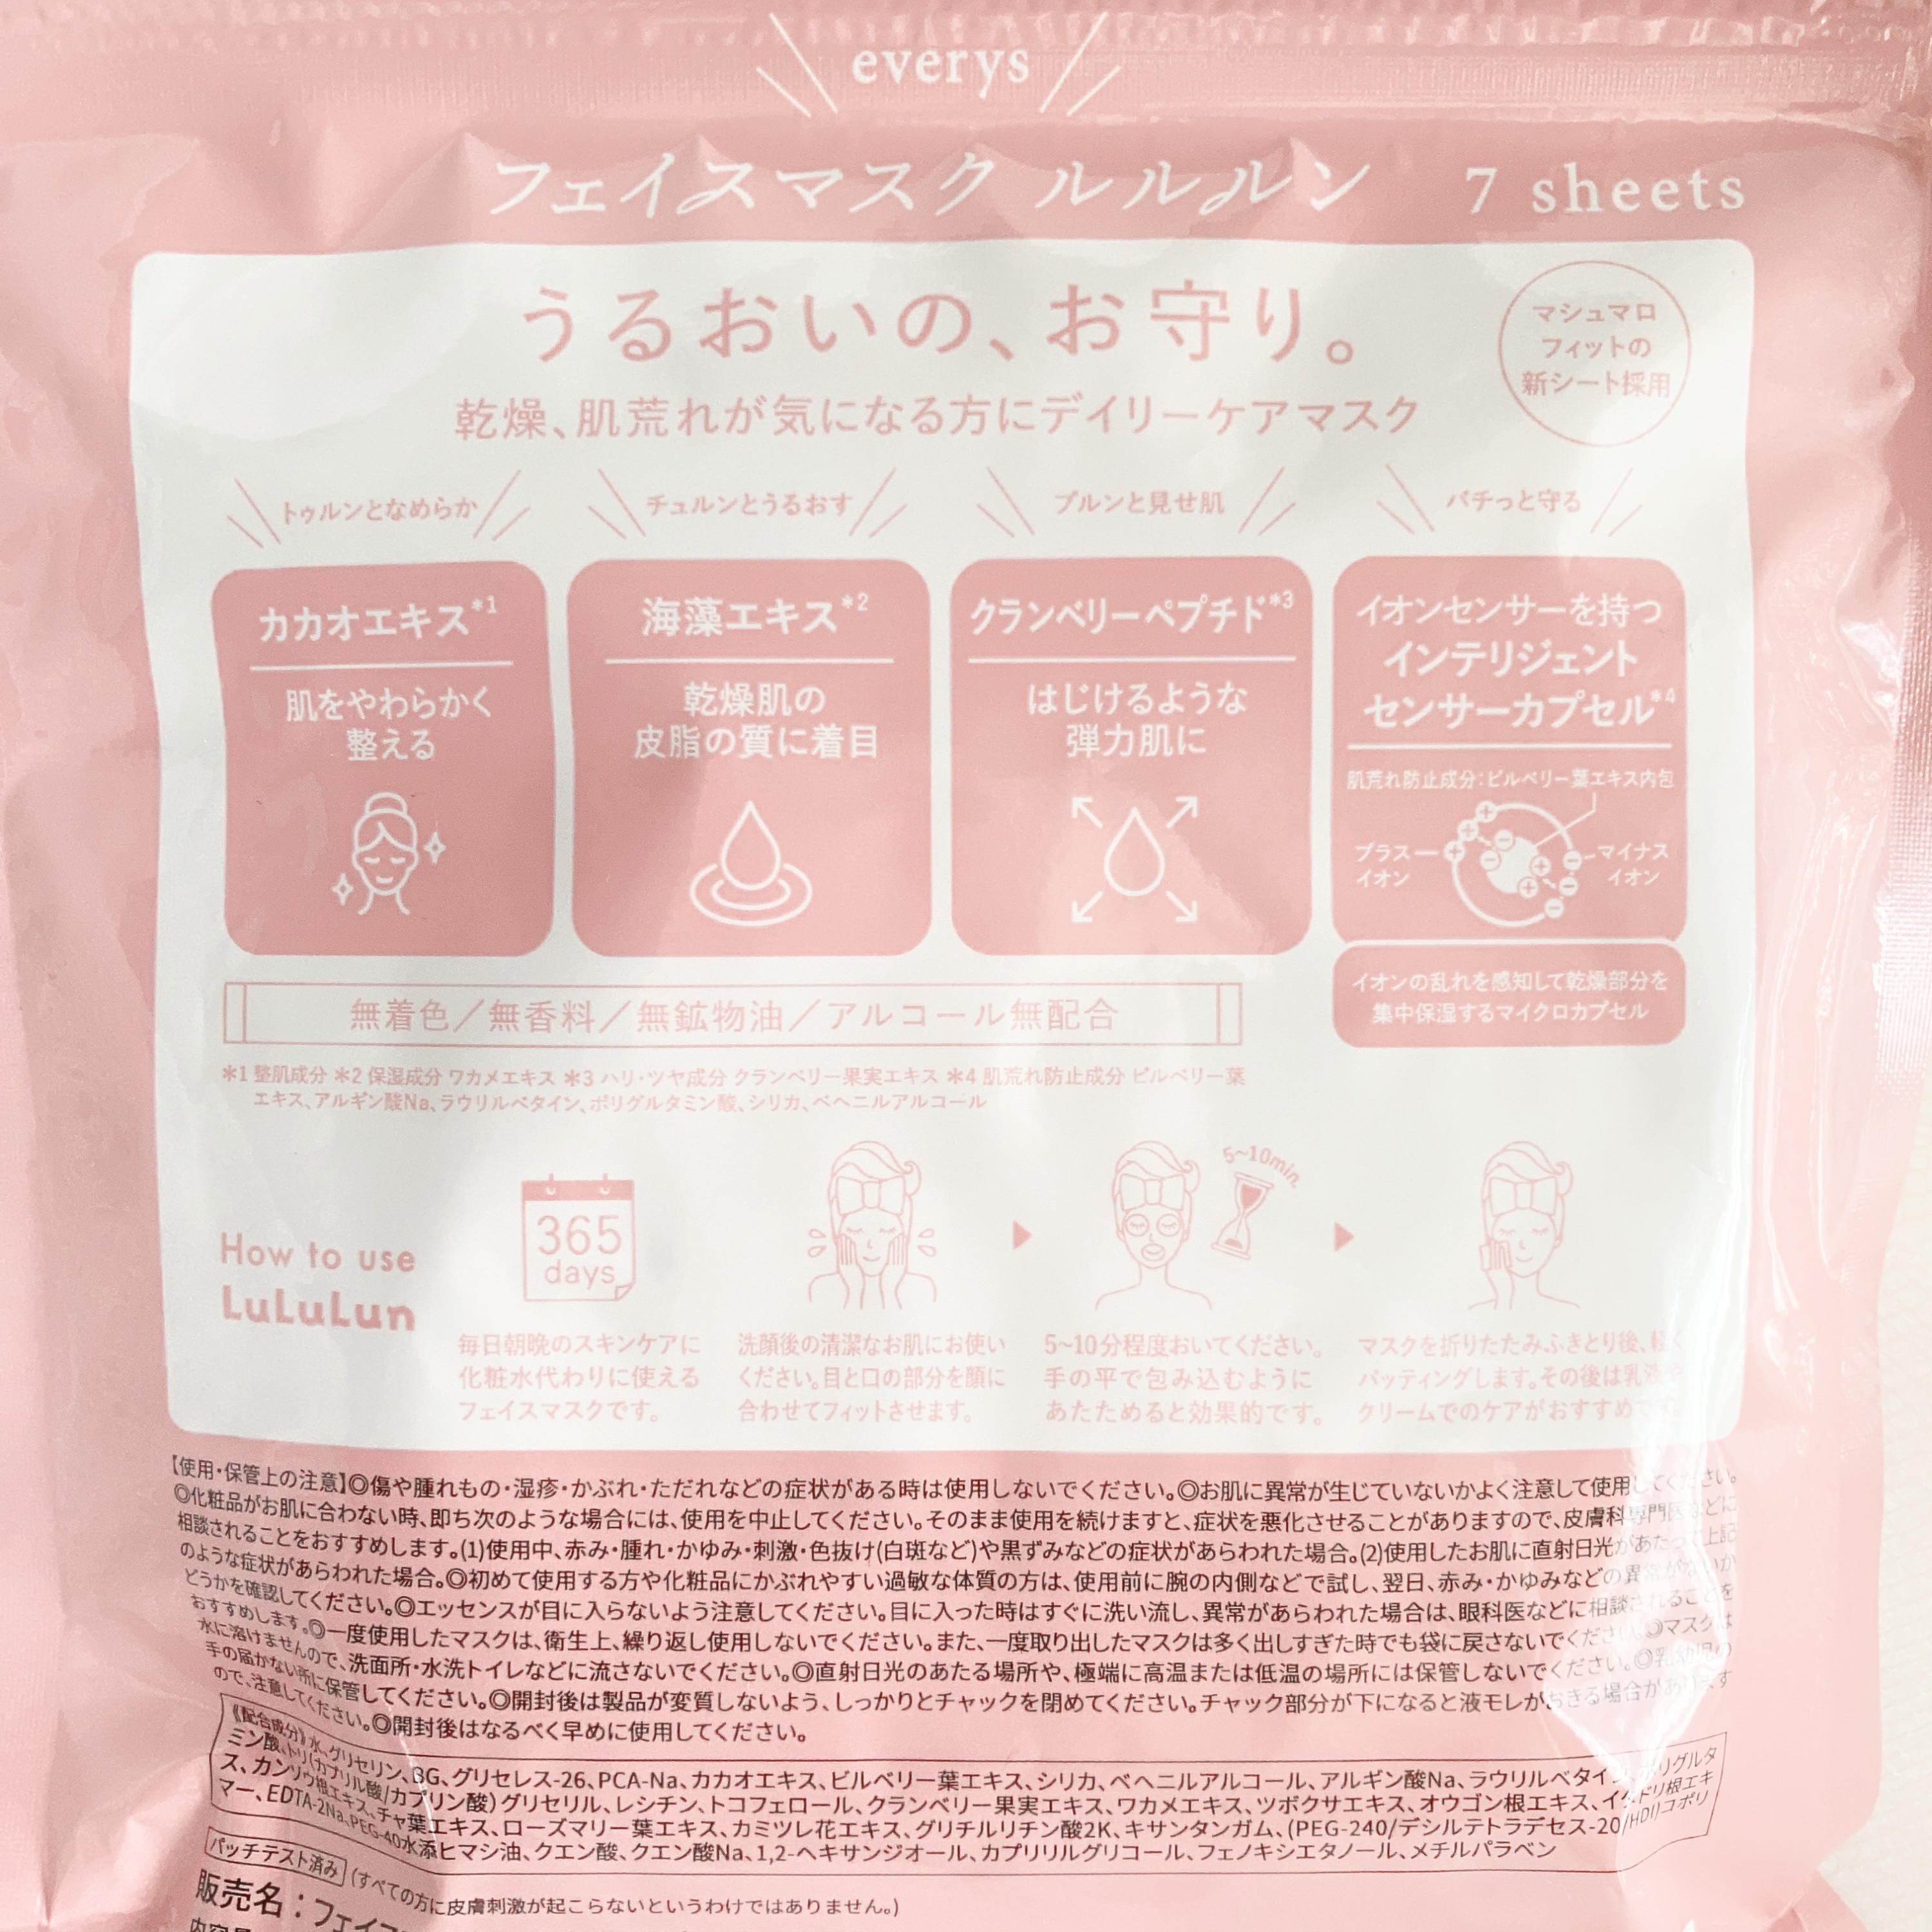 everys
フェイスマスク ルルルン 7 sheets
うるおいの、お守り。
マシュマロ
フィットの
新シート採用
乾燥、肌荒れが気になる方にデイリーケアマスク
トゥルンとなめらか
カカオエキス*1
肌をやわらかく
整える
チュルンとうるおす
海藻エキス*2
乾燥肌の
皮脂の質に着目
プルンと見せ肌
クランベリーペプチド*3
はじけるような
弾力肌に
バチっと守る
イオンセンサーを持つ
インテリジェント
センサーカプセル*4
肌荒れ防止成分:ビルベリー葉エキス内包
プラス
イオン
マイナス
イオン
イオンの乱れを感知して乾燥部分を
集中保湿するマイクロカプセル
無着色/無香料/無鉱物油/アルコール無配合
*1 整肌成分 *2 保湿成分 ワカメエキス *3 ハリ・ツヤ成分 クランベリー果実エキス *4 肌荒れ防止成分 ビルベリー葉
エキス、アルギン酸Na、ラウリルベタイン、ポリグルタミン酸、シリカ、ベヘニルアルコール
How to use
LuLuLun
365
days
毎日朝晩のスキンケアに
化粧水代わりに使える
フェイスマスクです。
洗顔後の清潔なお肌にお使い
ください。目と口の部分を顔に
合わせてフィットさせます。
5~10min.
5~10分程度おいてください。
手の平で包み込むように
あたためると効果的です。
マスクを折りたたみふきとり後、軽く
パッティングします。その後は乳液や
クリームでのケアがおすすめで
【使用・保管上の注意】◎傷や腫れもの・湿疹・かぶれ・ただれなどの症状がある時は使用しないでください。◎お肌に異常が生じていないかよく注意して使用してください。
◎化粧品がお肌に合わない時、即ち次のような場合には、使用を中止してください。そのまま使用を続けますと、症状を悪化させることがありますので、皮膚科専門医などに
相談されることをおすすめします。(1)使用中、赤み・腫れ・かゆみ・刺激・色抜け(白斑など)や黒ずみなどの症状があらわれた場合。(2)使用したお肌に直射日光があたって上記
のような症状があらわれた場合。◎初めて使用する方や化粧品にかぶれやすい過敏な体質の方は、使用前に腕の内側などで試し、翌日、赤み・かゆみなどの異常がないか
どうかを確認してください。◎エッセンスが目に入らないよう注意してください。目に入った時はすぐに洗い流し、異常があらわれた場合は、眼科医などに相談されることを
おすすめします。◎一度使用したマスクは、衛生上、繰り返し使用しないでください。また、一度取り出したマスクは多く出しすぎた時でも袋に戻さないでください。◎マスクは
水に溶けませんので、洗面所・水洗トイレなどに流さないでください。◎直射日光のあたる場所や、極端に高温または低温の場所には保管しないでください。◎乳幼児の
手の届かない所に保管してください。◎開封後は製品が変質しないよう、しっかりとチャックを閉めてください。チャック部分が下になると液モレがおきる場合があります
ので、注意してください。◎開封後はなるべく早めに使用してください。
《配合成分》水、グリセリン、BG、グリセレス-26、PCA-Na、カカオエキス、ビルベリー葉エキス、シリカ、ベヘニルアルコール、アルギン酸Na、ラウリルベタイン、ポリグルタ
ミン酸、トリ(カプリル酸/カプリン酸)グリセリル、レシチン、トコフェロール、クランベリー果実エキス、ワカメエキス、ツボクサエキス、オウゴン根エキス、イタドリ根エキ
ス、カンゾウ根エキス、チャ葉エキス、ローズマリー葉エキス、カミツレ花エキス、グリチルリチン酸2K、キサンタンガム、(PEG-240/デシルテトラデセス-20/HDI)コポリ
マー、EDTA-2Na、PEG-40水添ヒマシ油、クエン酸、クエン酸Na、1,2-ヘキサンジオール、カプリリルグリコール、フェノキシエタノール、メチルパラベン
パッチテスト済み (すべての方に皮膚刺激が起こらないというわけではありません。)
販売名:フェイス